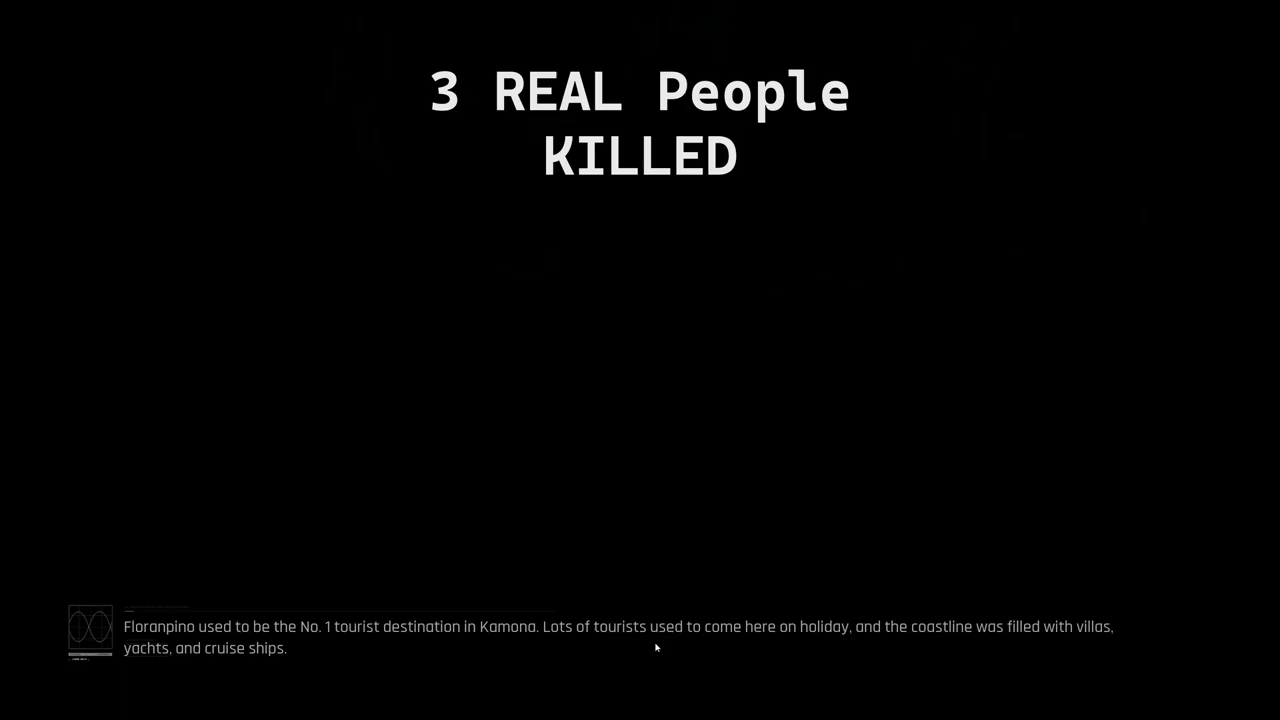 3 REAL People
KILLED
Floranpino used to be the No. 1 tourist destination in Kamona. Lots of tourists used to come here on holiday, and the coastline was filled with villas,
yachts, and cruise ships.